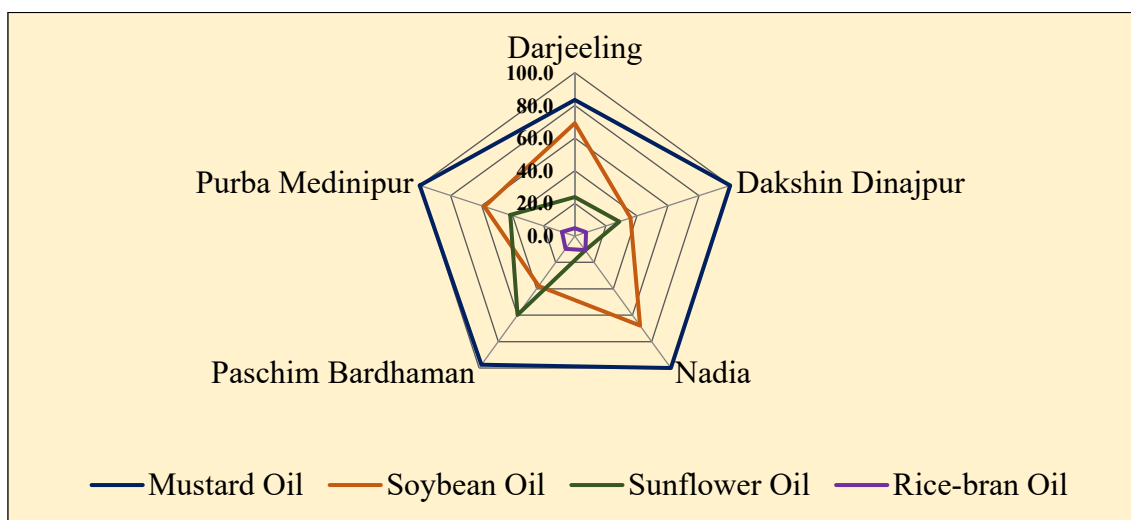 Darjeeling
100.0
80.0
60.0
40.0
20.0
0.0
Purba Medinipur
Dakshin Dinajpur
Paschim Bardhaman
Nadia
Mustard Oil
Soybean Oil
Sunflower Oil
Rice-bran Oil